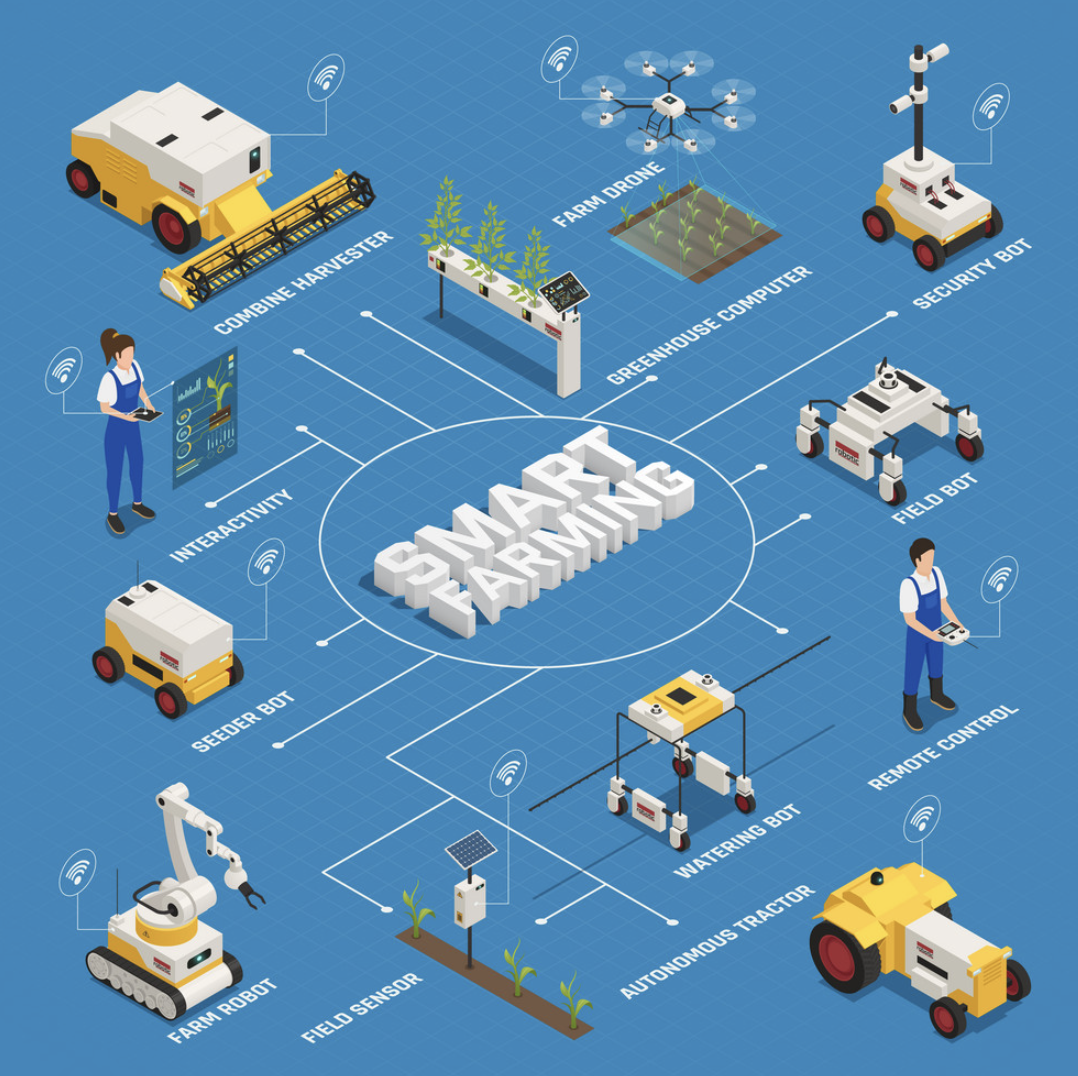 COMBINE HARVESTER
FARM DRONE
SECURITY BOT
GREENHOUSE COMPUTER
INTERACTIVITY
SMART
FARMING
FIELD BOT
SEEDER BOT
REMOTE CONTROL
WATERING BOT
FARM ROBOT
FIELD SENSOR
AUTONOMOUS TRACTOR